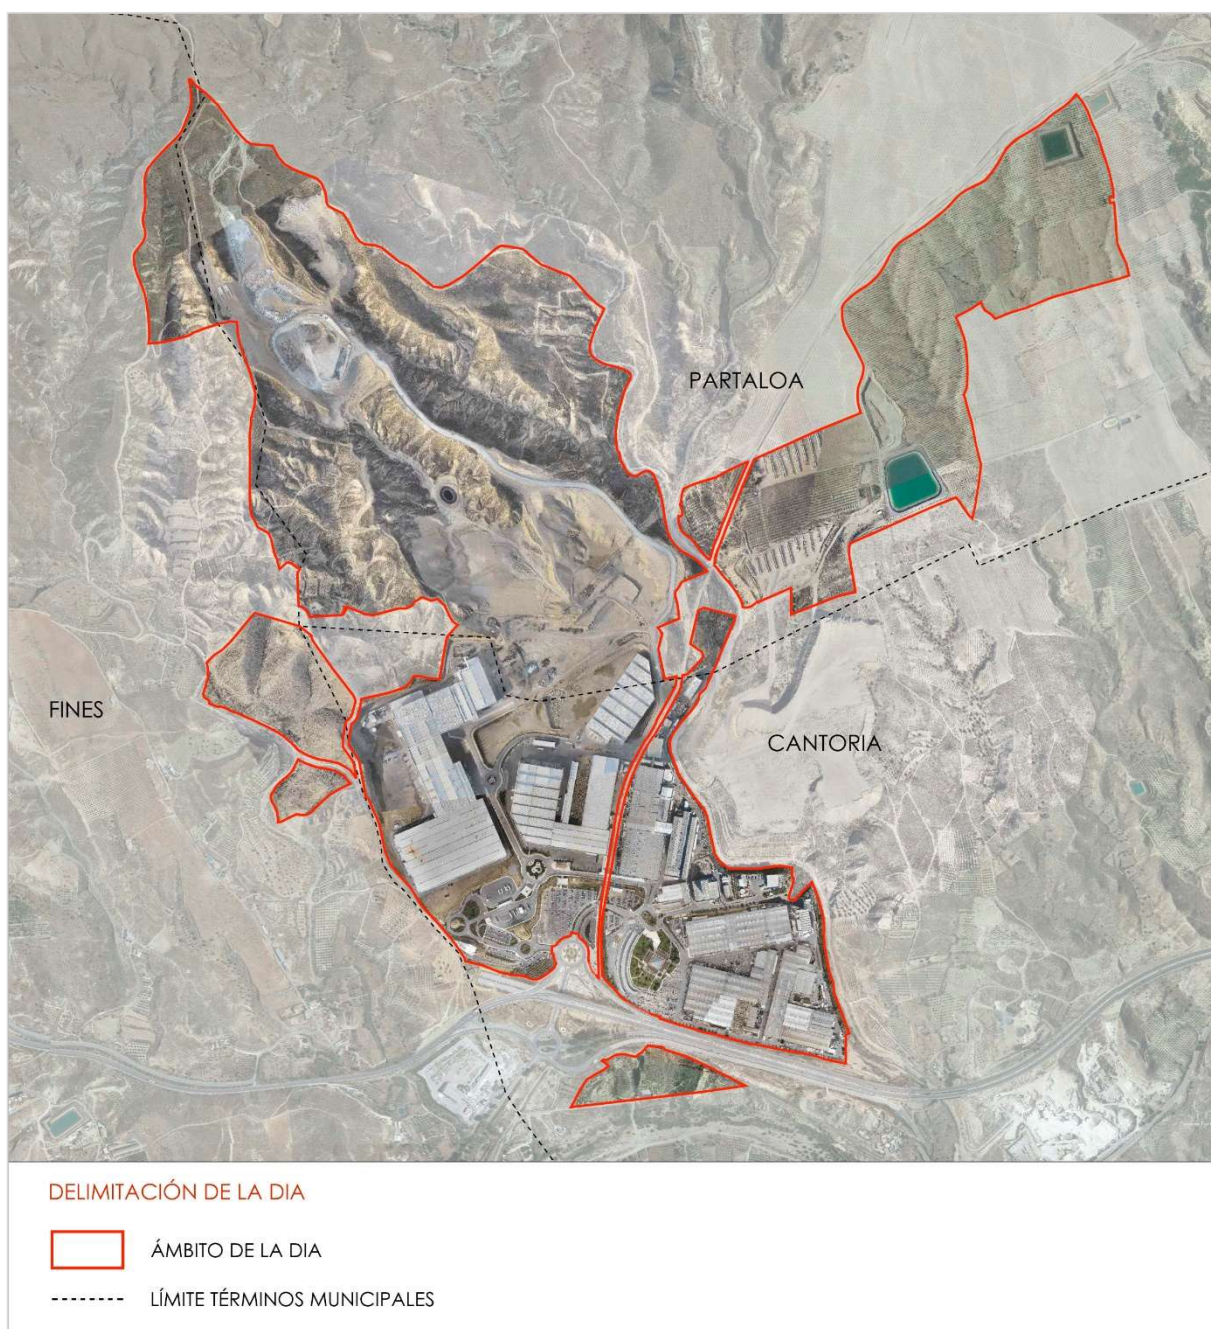 PARTALOA
FINES
CANTORIA
DELIMITACIÓN DE LA DIA
ÁMBITO DE LA DIA
LÍMITE TÉRMINOS MUNICIPALES